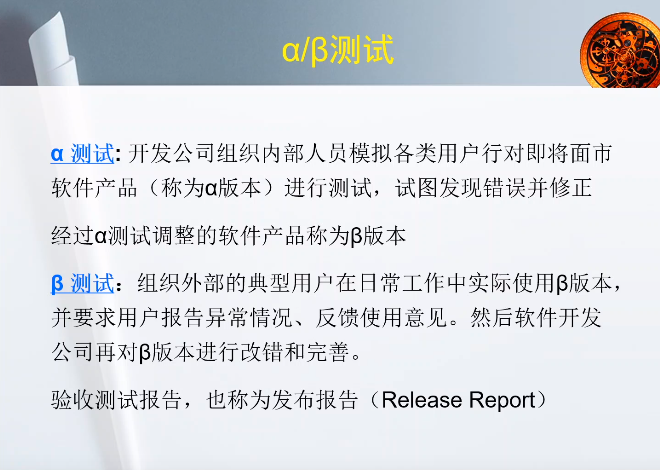 α/β测试
α 测试: 开发公司组织内部人员模拟各类用户行对即将面市
软件产品（称为α版本）进行测试，试图发现错误并修正
经过α测试调整的软件产品称为β版本
β 测试：组织外部的典型用户在日常工作中实际使用β版本，
并要求用户报告异常情况、反馈使用意见。然后软件开发
公司再对β版本进行改错和完善。
验收测试报告，也称为发布报告（Release Report）